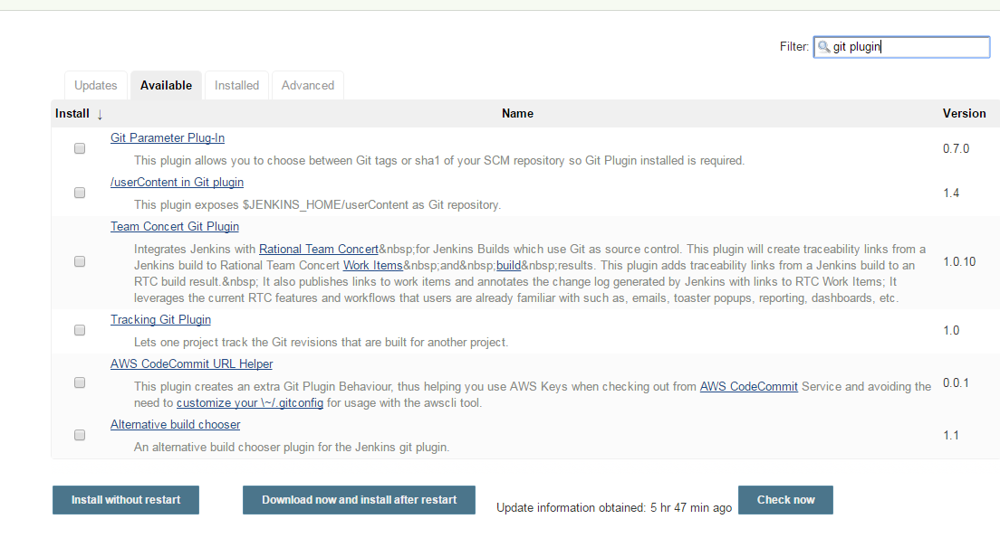 Filter: git plugin
Updates Available Installed Advanced
Install ↓ Name Version
Git Parameter Plug-In
This plugin allows you to choose between Git tags or sha1 of your SCM repository so Git Plugin installed is required.
0.7.0
/userContent in Git plugin
This plugin exposes $JENKINS_HOME/userContent as Git repository.
1.4
Team Concert Git Plugin
Integrates Jenkins with Rational Team Concert&nbsp;for Jenkins Builds which use Git as source control. This plugin will create traceability links from a
Jenkins build to Rational Team Concert Work Items&nbsp;and&nbsp;build&nbsp;results. This plugin adds traceability links from a Jenkins build to an
RTC build result.&nbsp; It also publishes links to work items and annotates the change log generated by Jenkins with links to RTC Work Items; It
leverages the current RTC features and workflows that users are already familiar with such as, emails, toaster popups, reporting, dashboards, etc.
1.0.10
Tracking Git Plugin
Lets one project track the Git revisions that are built for another project.
1.0
AWS CodeCommit URL Helper
This plugin creates an extra Git Plugin Behaviour, thus helping you use AWS Keys when checking out from AWS CodeCommit Service and avoiding the
need to customize your \~/.gitconfig for usage with the awscli tool.
0.0.1
Alternative build chooser
An alternative build chooser plugin for the Jenkins git plugin.
1.1
Install without restart Download now and install after restart Update information obtained: 5 hr 47 min ago Check now